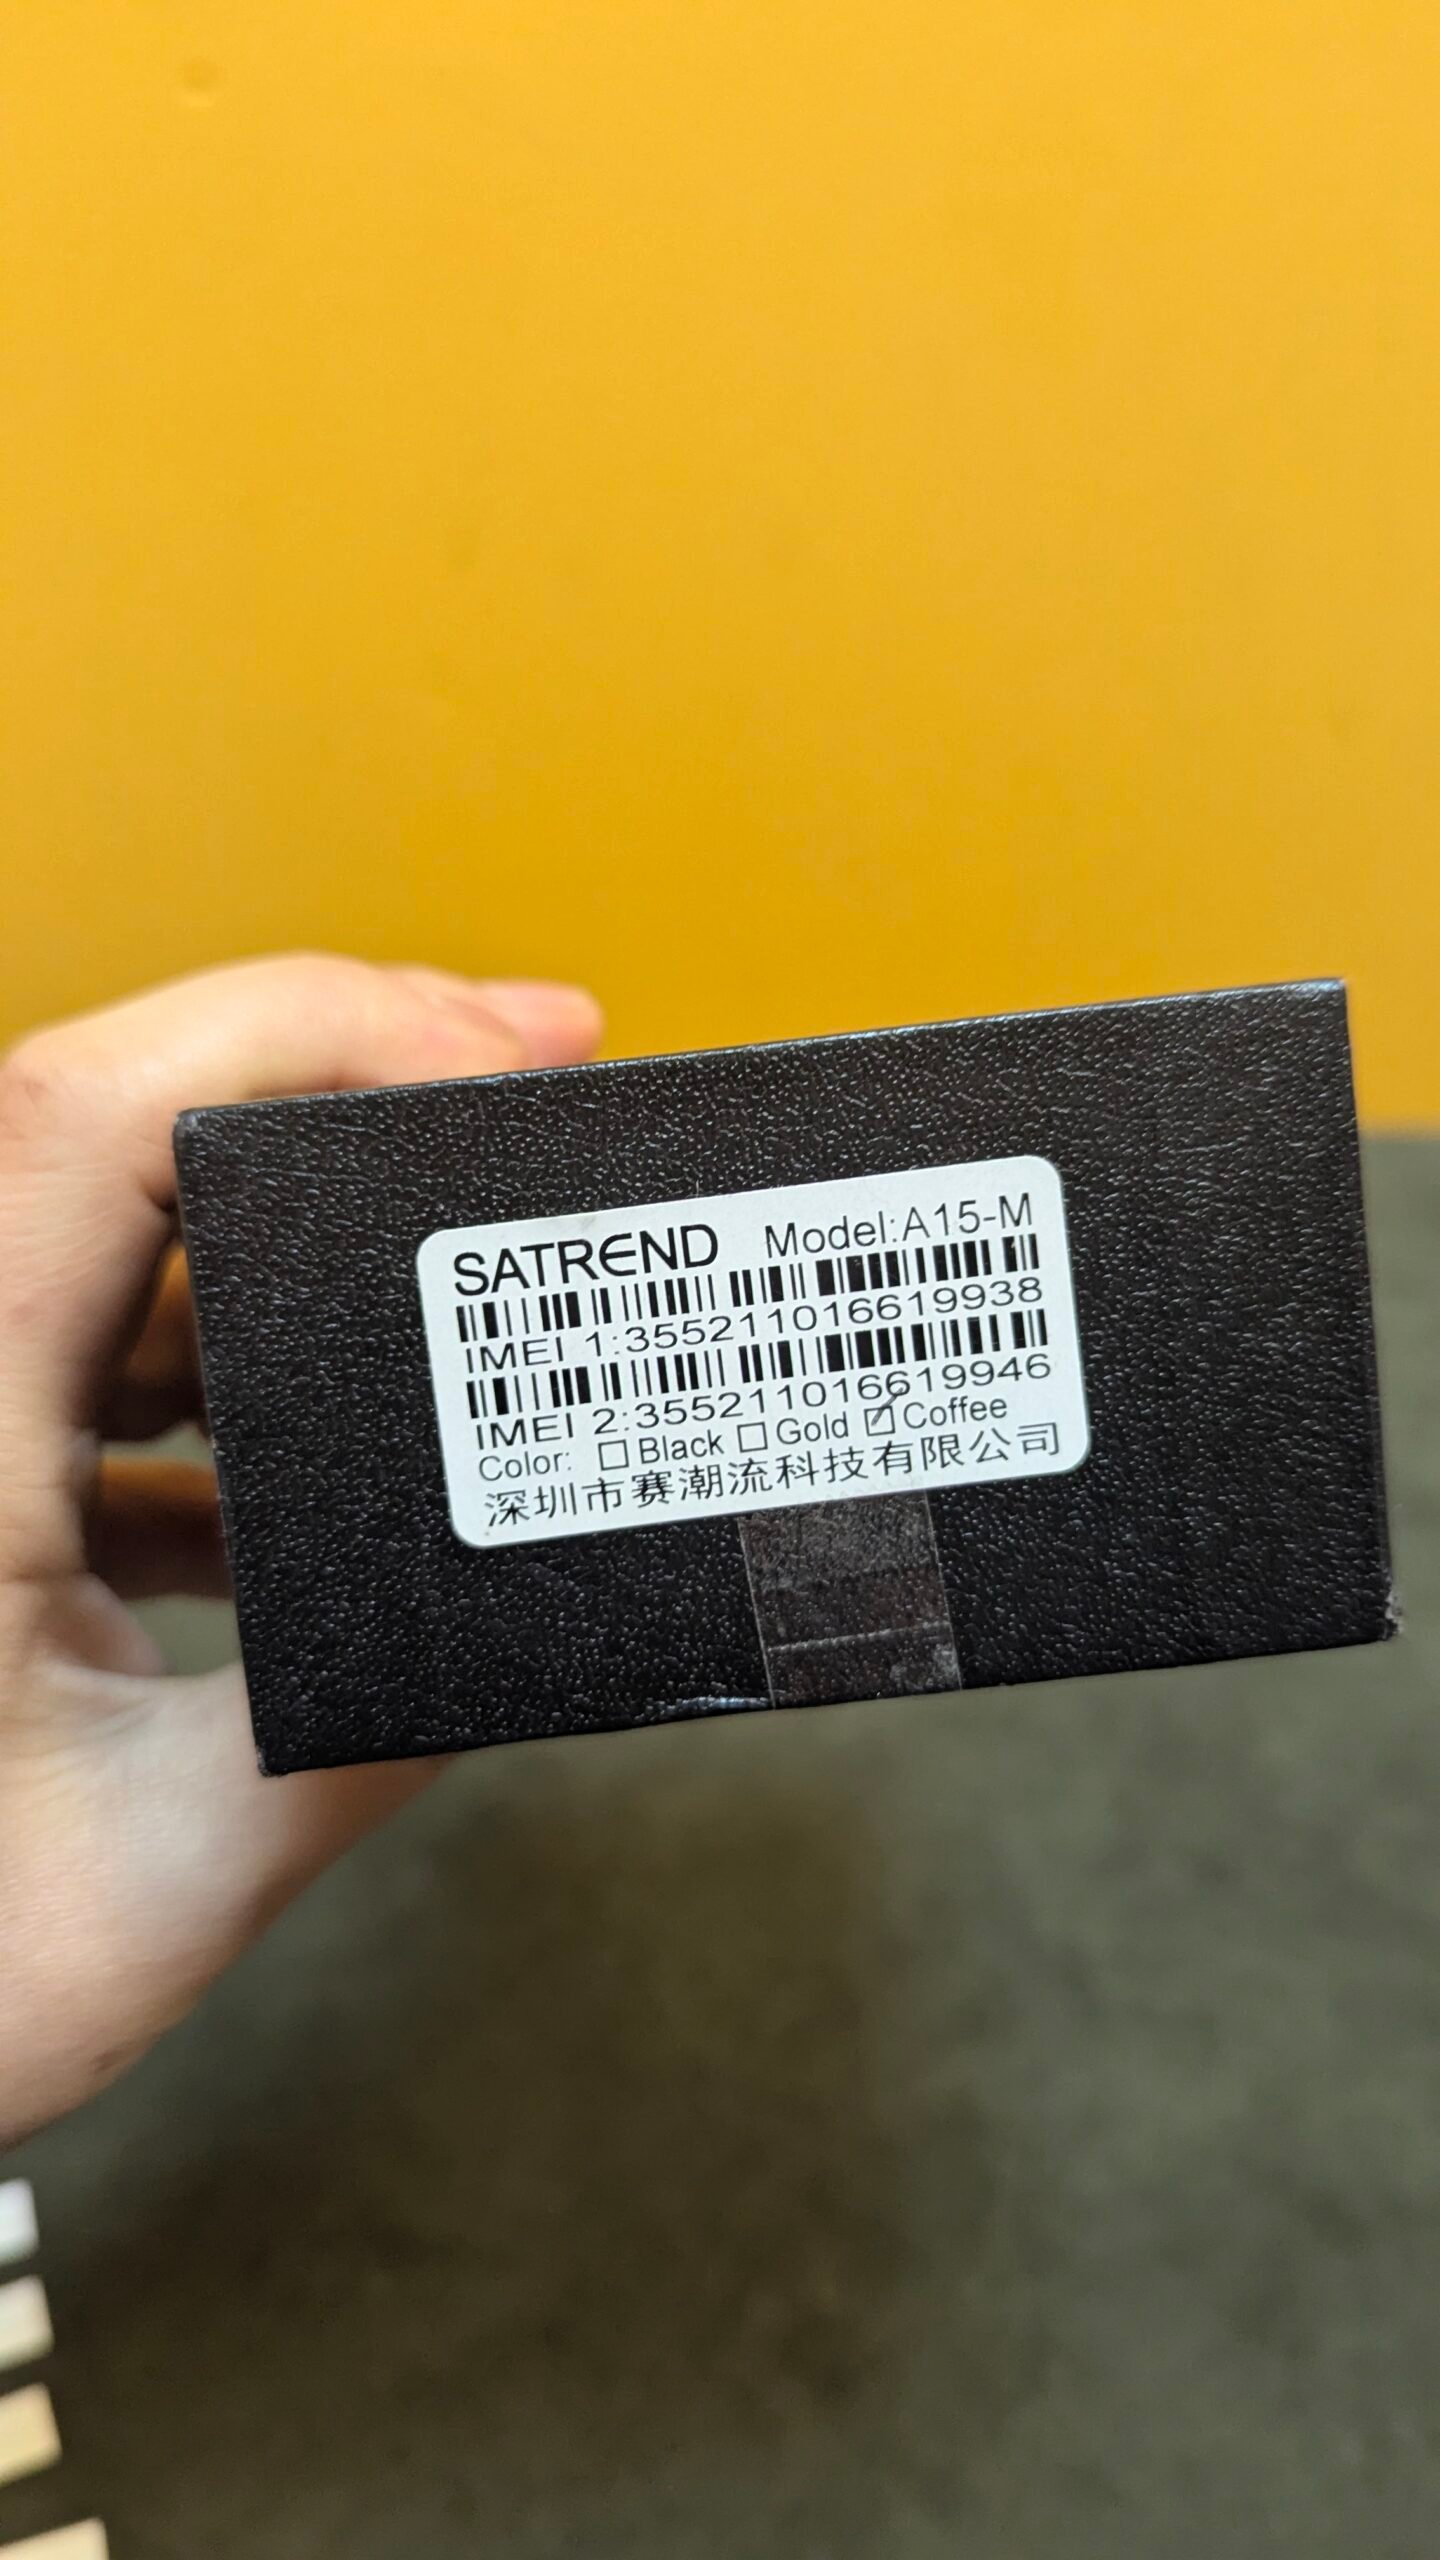 SATREND Model:A15-M
IMEI 1:355211016619938
IMEI 2:355211016619946
Color: □ Black □ Gold ☑ Coffee
深圳市赛潮流科技有限公司